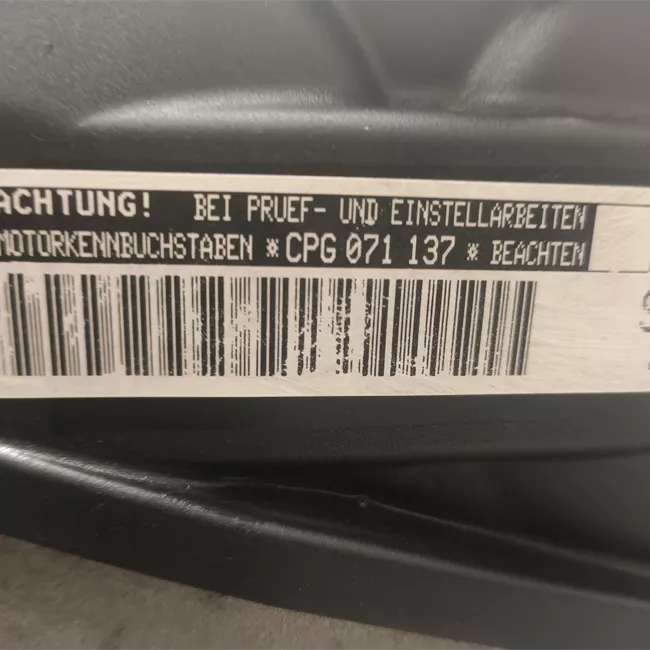 ACHTUNG! BEI PRUEF- UND EINSTELLARBEITEN
MOTORKENNBUCHSTABEN * CPG 071 137 * BEACHTEN